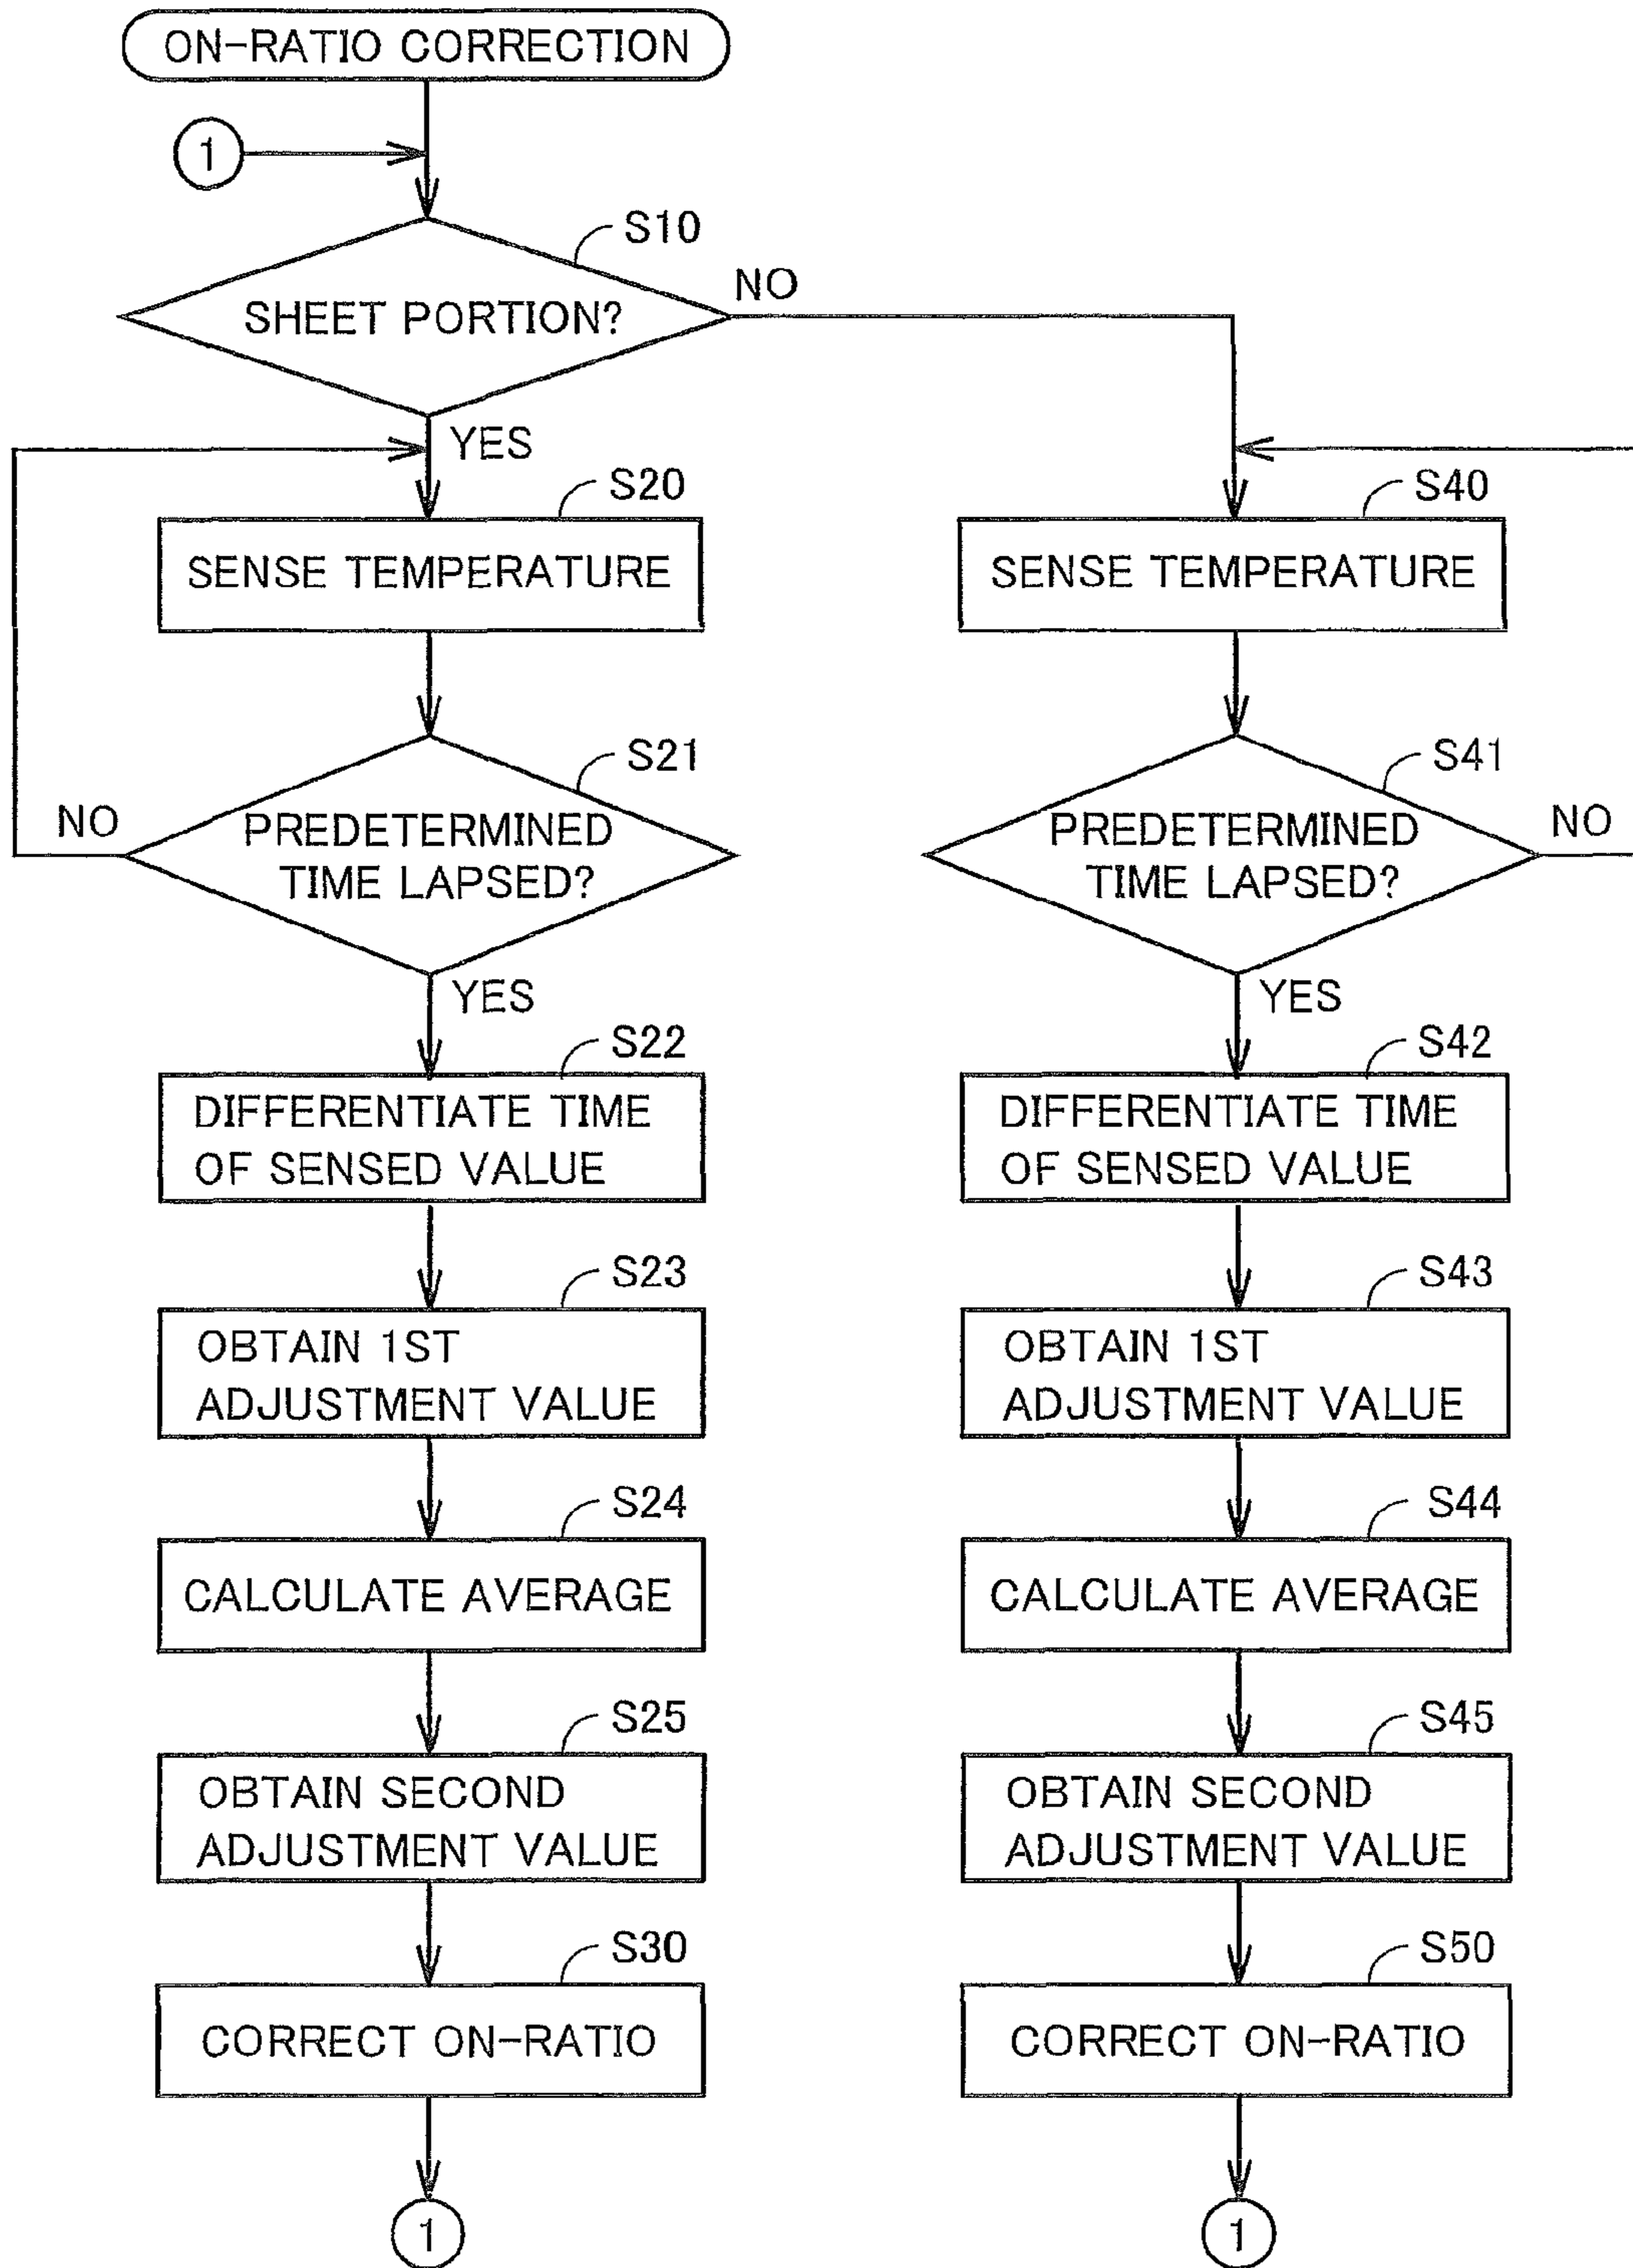 ON-RATIO CORRECTION
1
S10
SHEET PORTION?
NO
YES
S20
SENSE TEMPERATURE
S21
NO
PREDETERMINED
TIME LAPSED?
YES
S22
DIFFERENTIATE TIME
OF SENSED VALUE
S23
OBTAIN 1ST
ADJUSTMENT VALUE
S24
CALCULATE AVERAGE
S25
OBTAIN SECOND
ADJUSTMENT VALUE
S30
CORRECT ON-RATIO
1
S40
SENSE TEMPERATURE
S41
PREDETERMINED
TIME LAPSED?
NO
YES
S42
DIFFERENTIATE TIME
OF SENSED VALUE
S43
OBTAIN 1ST
ADJUSTMENT VALUE
S44
CALCULATE AVERAGE
S45
OBTAIN SECOND
ADJUSTMENT VALUE
S50
CORRECT ON-RATIO
1